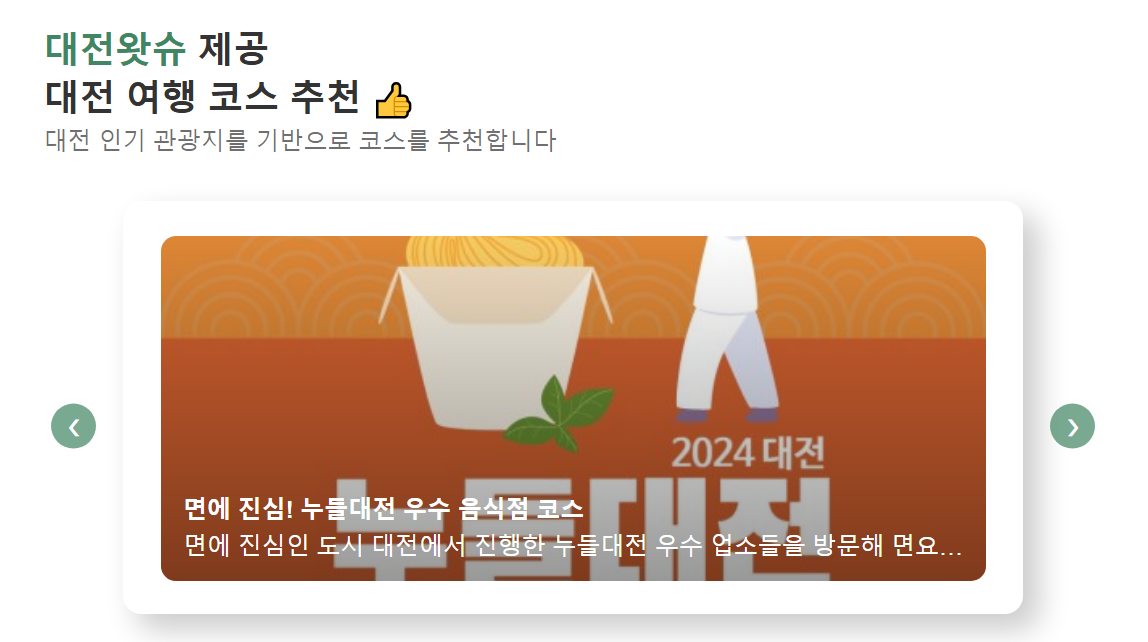 대전왓슈 제공
대전 여행 코스 추천 👍
대전 인기 관광지를 기반으로 코스를 추천합니다
2024 대전
누들대전
면에 진심! 누들대전 우수 음식점 코스
면에 진심인 도시 대전에서 진행한 누들대전 우수 업소들을 방문해 면요...